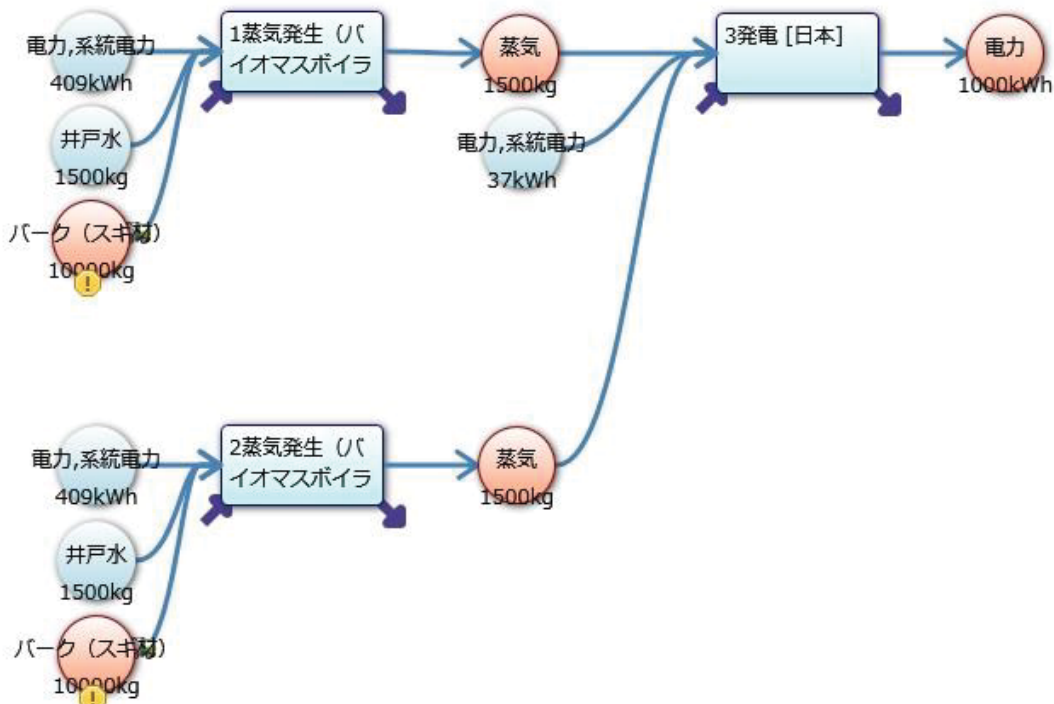 電力,系統電力
409kWh
井戸水
1500kg
バーク（スギ材）
10000kg
1蒸気発生（バ
イオマスボイラ
蒸気
1500kg
電力,系統電力
37kWh
3発電 [日本]
電力
1000kWh
電力,系統電力
409kWh
井戸水
1500kg
バーク（スギ材）
10000kg
2蒸気発生（バ
イオマスボイラ
蒸気
1500kg